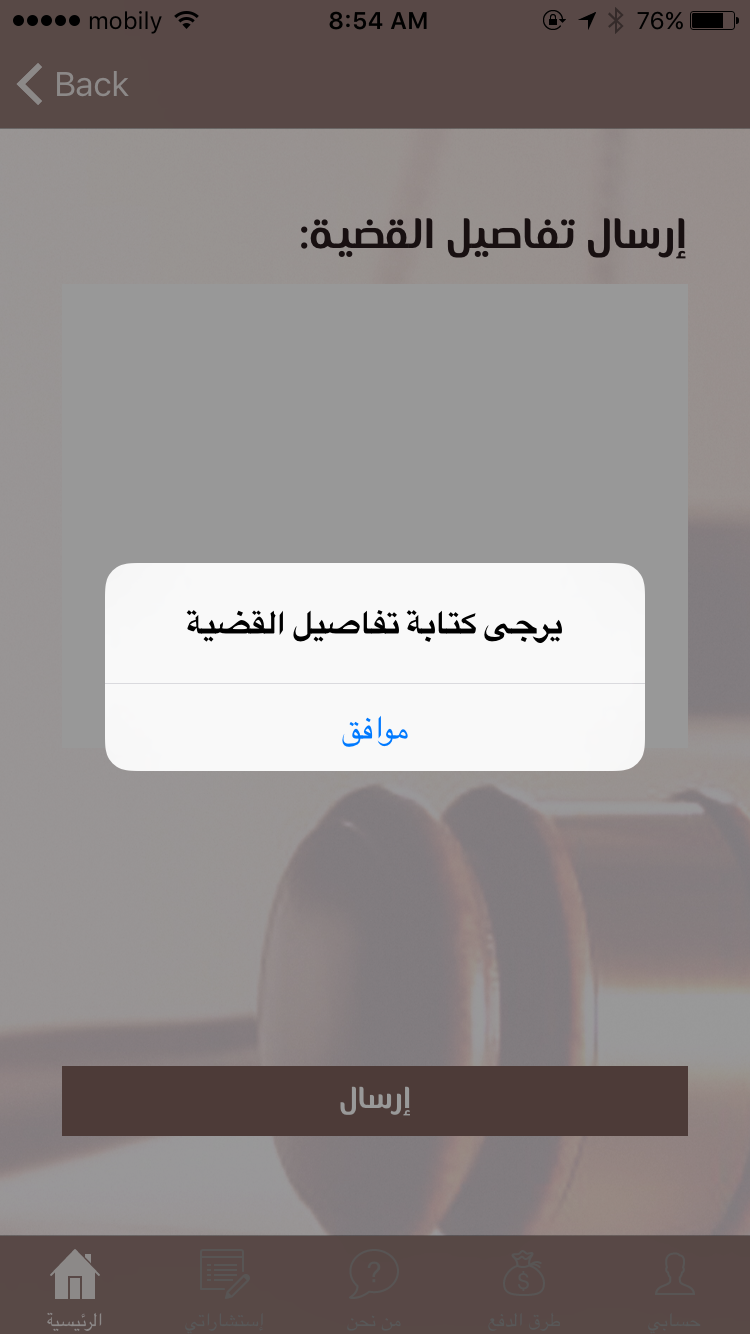 mobily 8:54 AM 76%
Back
إرسال تفاصيل القضية:
يرجى كتابة تفاصيل القضية
موافق
إرسال
الرئيسية إستشاراتي من نحن طرق الدفع حسابي